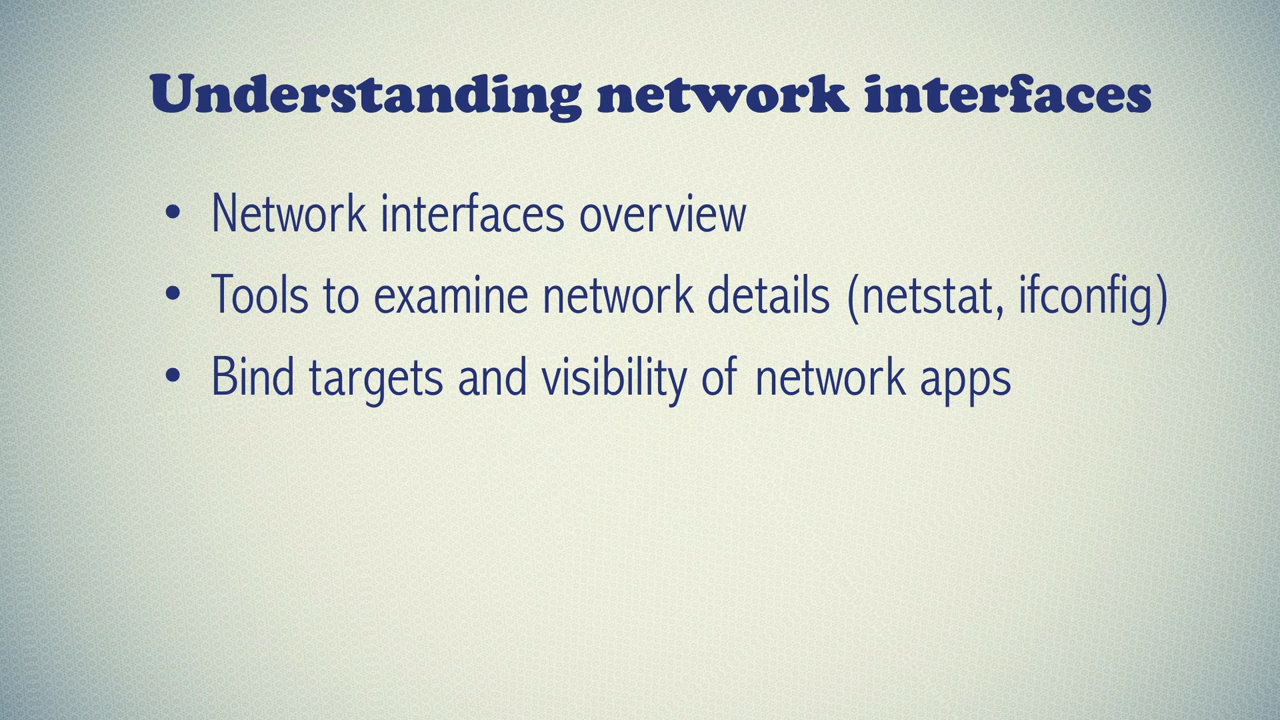 Understanding network interfaces
• Network interfaces overview
• Tools to examine network details (netstat, ifconfig)
• Bind targets and visibility of network apps